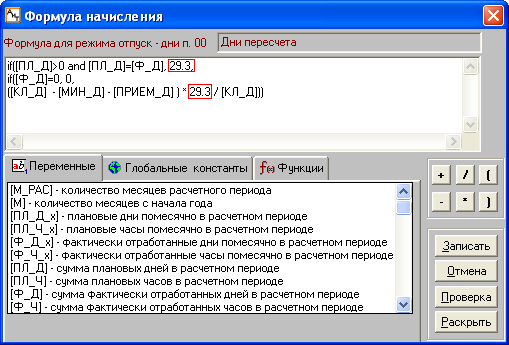 Формула начисления
Формула для режима отпуск - дни п. 00
Дни пересчета
if([ПЛ_Д]>0 and [ПЛ_Д]=[Ф_Д], 29.3,
if([Ф_Д]=0, 0,
([КЛ_Д] - [МИН_Д] - [ПРИЕМ_Д] ) * 29.3 / [КЛ_Д]))
Переменные
Глобальные константы
Функции
[М_РАС] - количество месяцев расчетного периода
[М] - количество месяцев с начала года
[ПЛ_Д_х] - плановые дни помесячно в расчетном периоде
[ПЛ_Ч_х] - плановые часы помесячно в расчетном периоде
[Ф_Д_х] - фактически отработанные дни помесячно в расчетном периоде
[Ф_Ч_х] - фактически отработанные часы помесячно в расчетном периоде
[ПЛ_Д] - сумма плановых дней в расчетном периоде
[ПЛ_Ч] - сумма плановых часов в расчетном периоде
[Ф_Д] - сумма фактически отработанных дней в расчетном периоде
[Ф_Ч] - сумма фактически отработанных часов в расчетном периоде
+ / (
- * )
Записать
Отмена
Проверка
Раскрыть